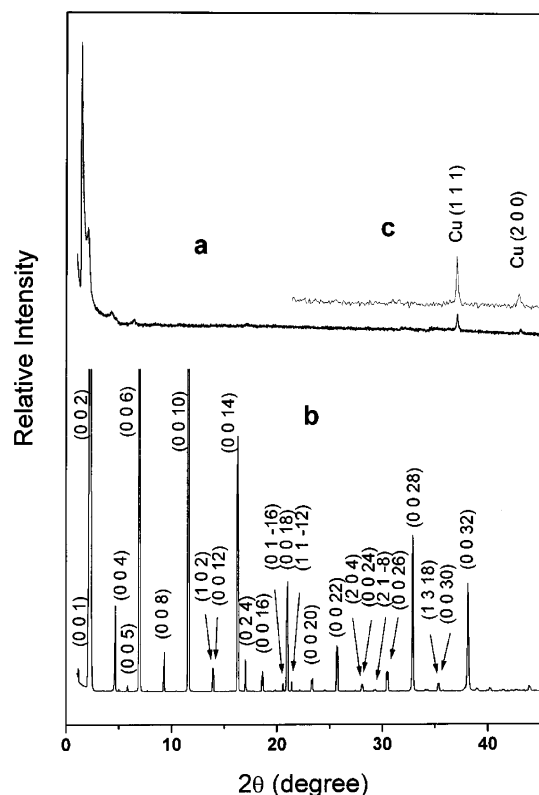 Cu (1 1 1)
Cu (2 0 0)
a
c
b
Relative Intensity
(0 0 1)
(0 0 2)
(0 0 4)
(0 0 5)
(0 0 6)
(0 0 8)
(0 0 10)
(1 0 2)
(0 0 12)
(0 0 14)
(0 2 4)
(0 0 16)
(0 1 -16)
(0 0 18)
(1 1 -12)
(0 0 20)
(0 0 22)
(2 0 4)
(0 0 24)
(2 1 -8)
(0 0 26)
(0 0 28)
(1 3 18)
(0 0 30)
(0 0 32)
0 10 20 30 40
2θ (degree)